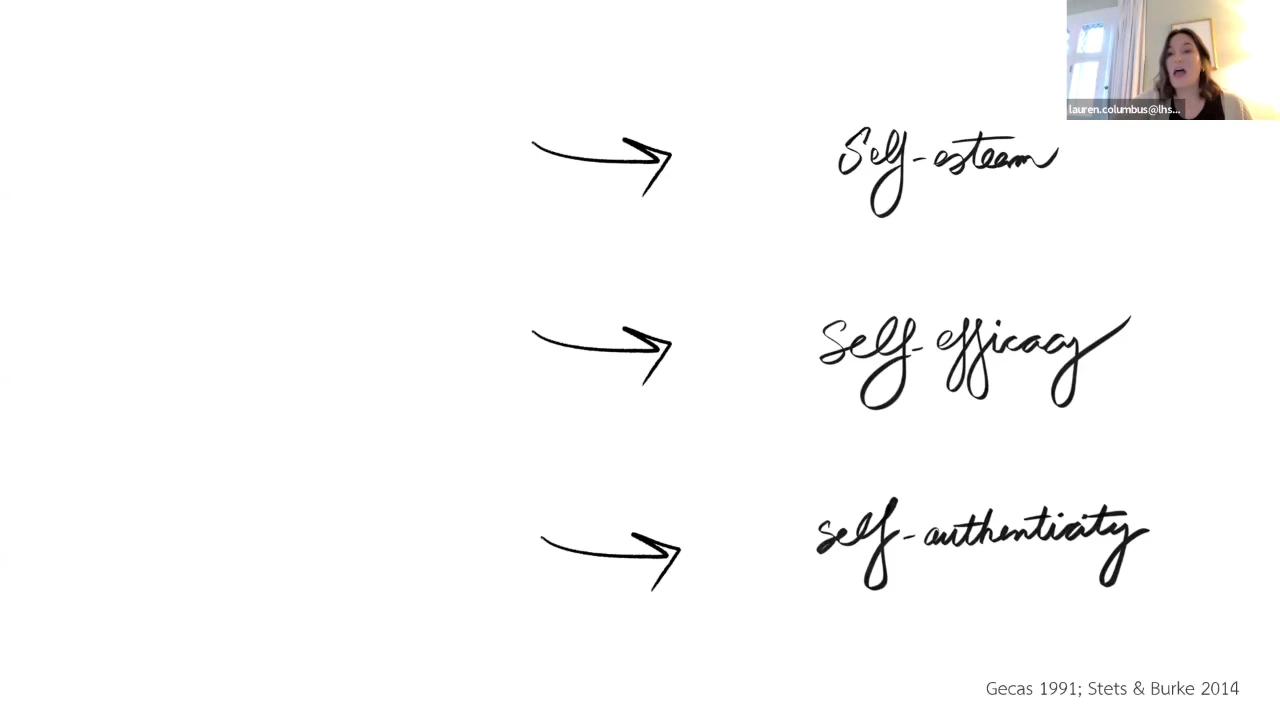 lauren.columbus@lhs...
Self-esteem
Self-efficacy
self-authenticity
Gecas 1991; Stets & Burke 2014